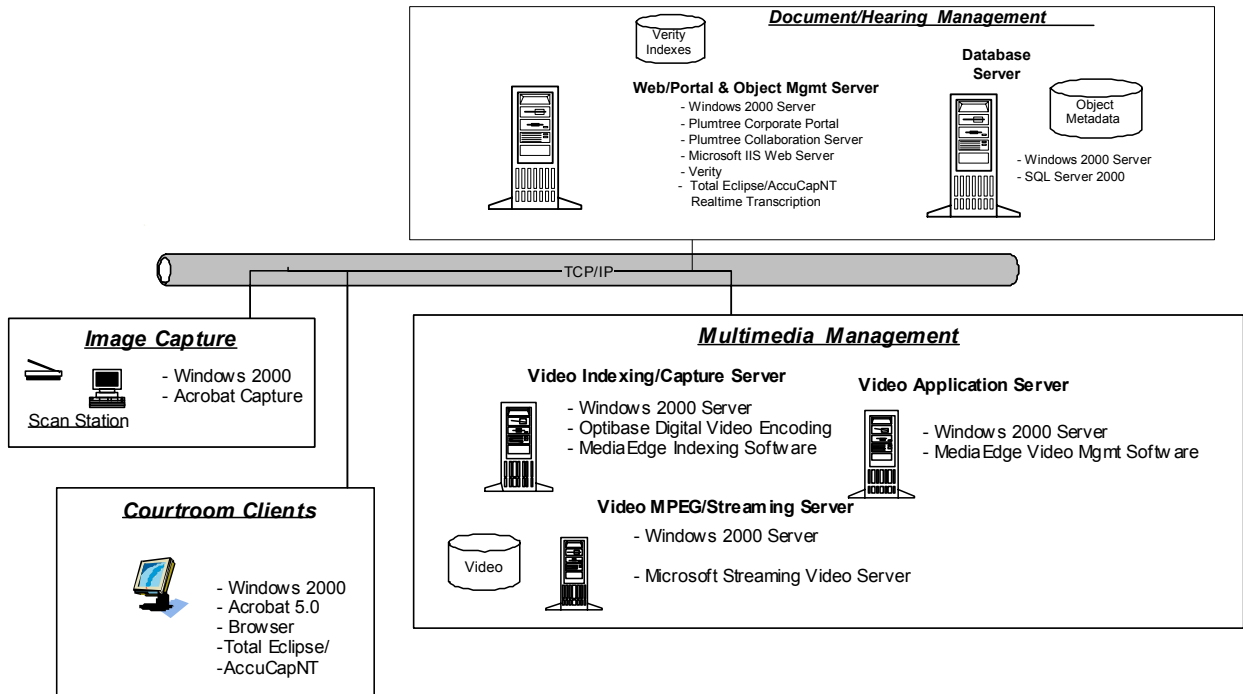 Document/Hearing Management
Verity
Indexes
Web/Portal & Object Mgmt Server
- Windows 2000 Server
- Plumtree Corporate Portal
- Plumtree Collaboration Server
- Microsoft IIS Web Server
- Verity
- Total Eclipse/AccuCapNT
Realtime Transcription
Database
Server
Object
Metadata
- Windows 2000 Server
- SQL Server 2000
TCP/IP
Image Capture
- Windows 2000
- Acrobat Capture
Scan Station
Courtroom Clients
- Windows 2000
- Acrobat 5.0
- Browser
-Total Eclipse/
-AccuCapNT
Multimedia Management
Video Indexing/Capture Server
- Windows 2000 Server
- Optibase Digital Video Encoding
- MediaEdge Indexing Software
Video Application Server
- Windows 2000 Server
- MediaEdge Video Mgmt Software
Video MPEG/Streaming Server
- Windows 2000 Server
- Microsoft Streaming Video Server
Video